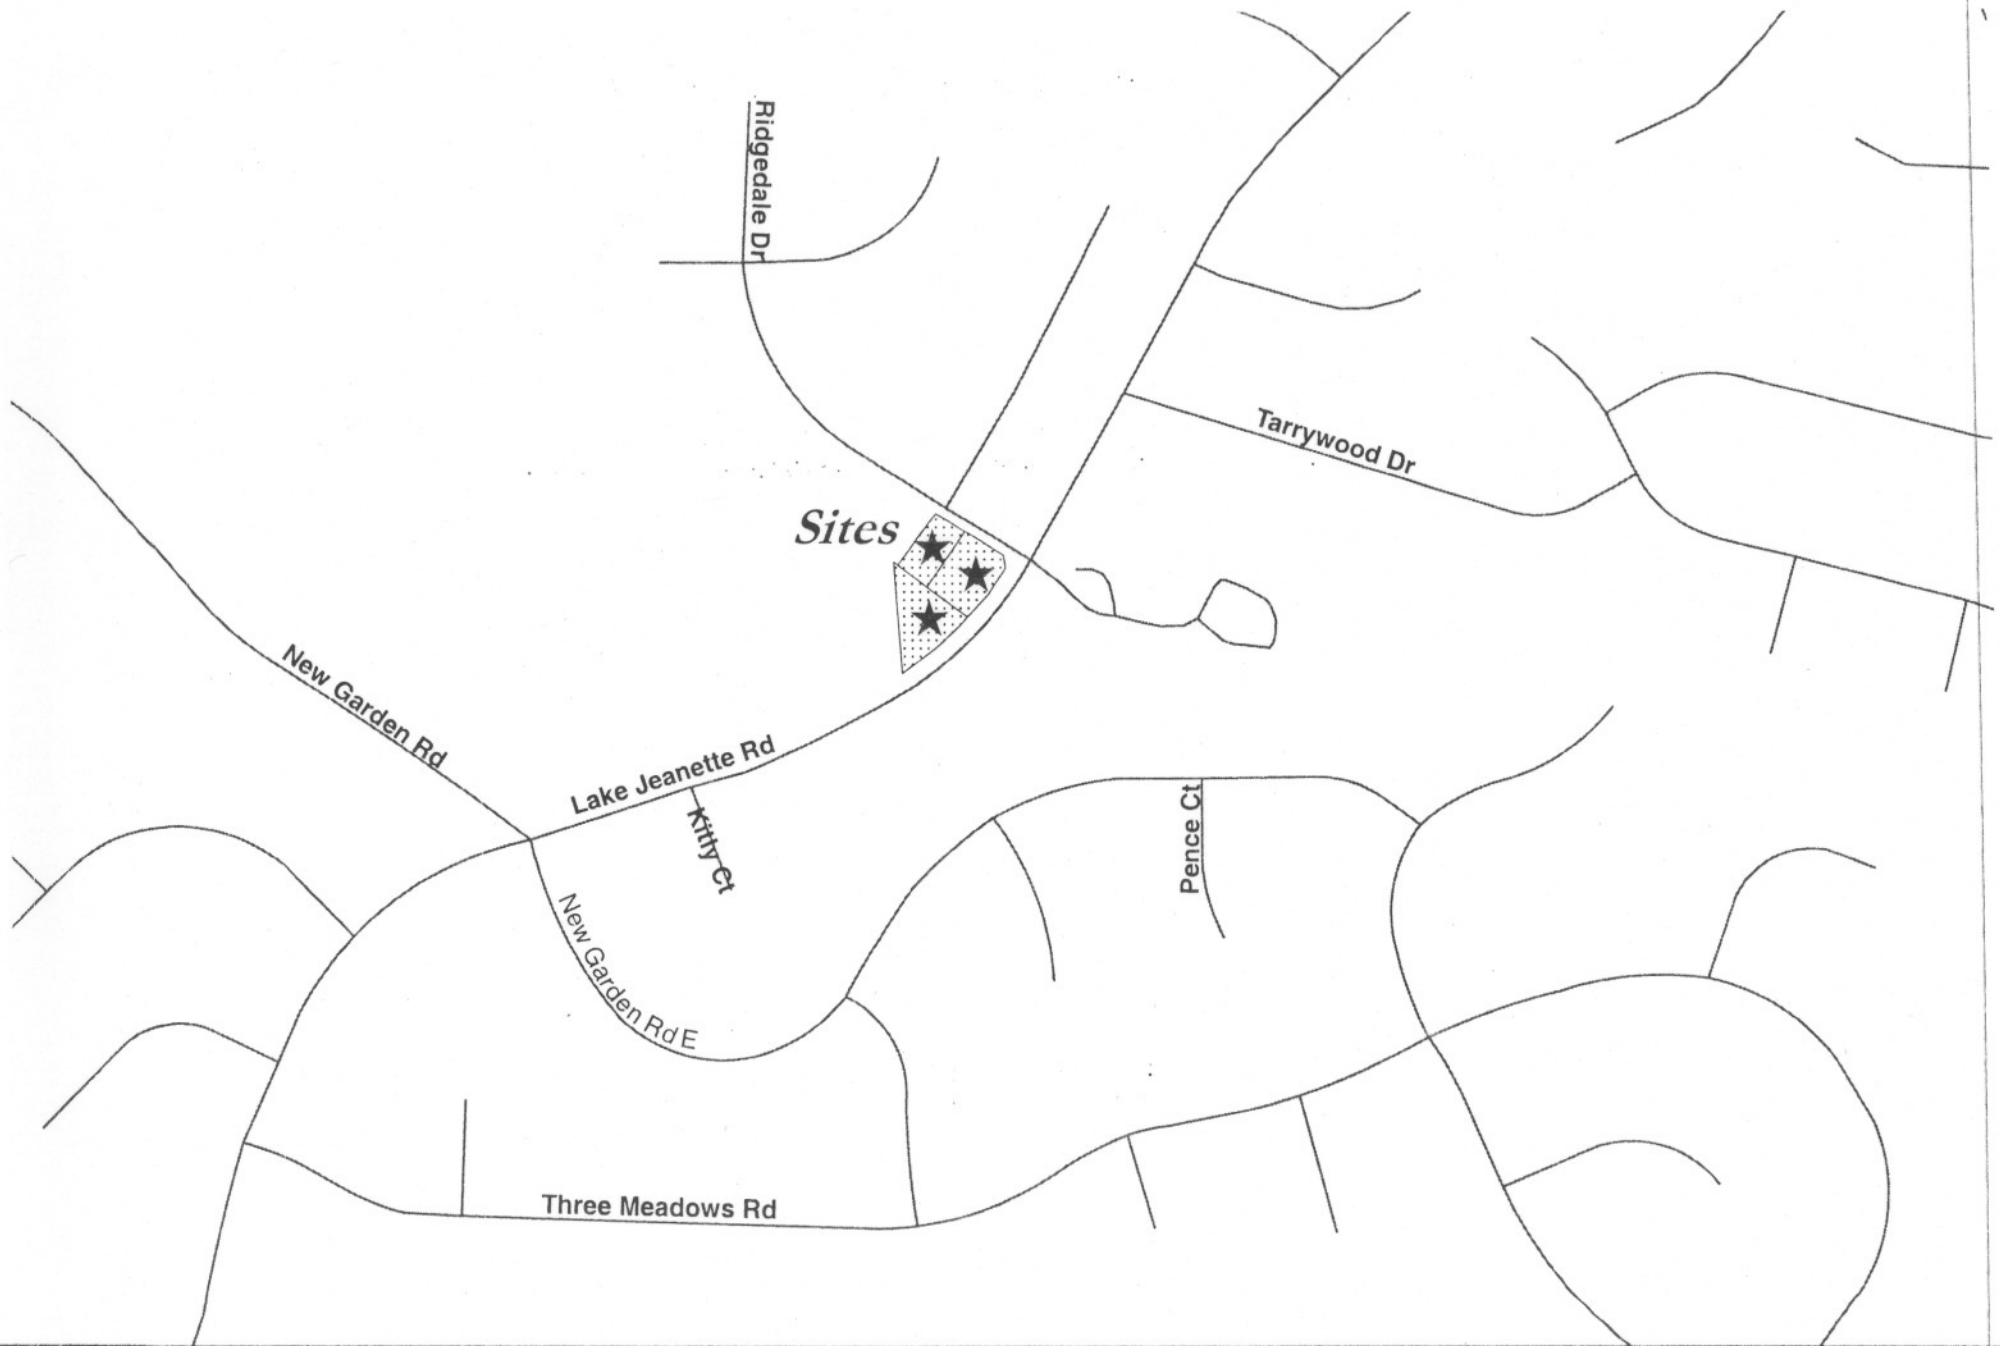 Ridgedale Dr
Tarrywood Dr
Sites
New Garden Rd
Lake Jeanette Rd
Kitty Ct
Pence Ct
New Garden Rd E
Three Meadows Rd